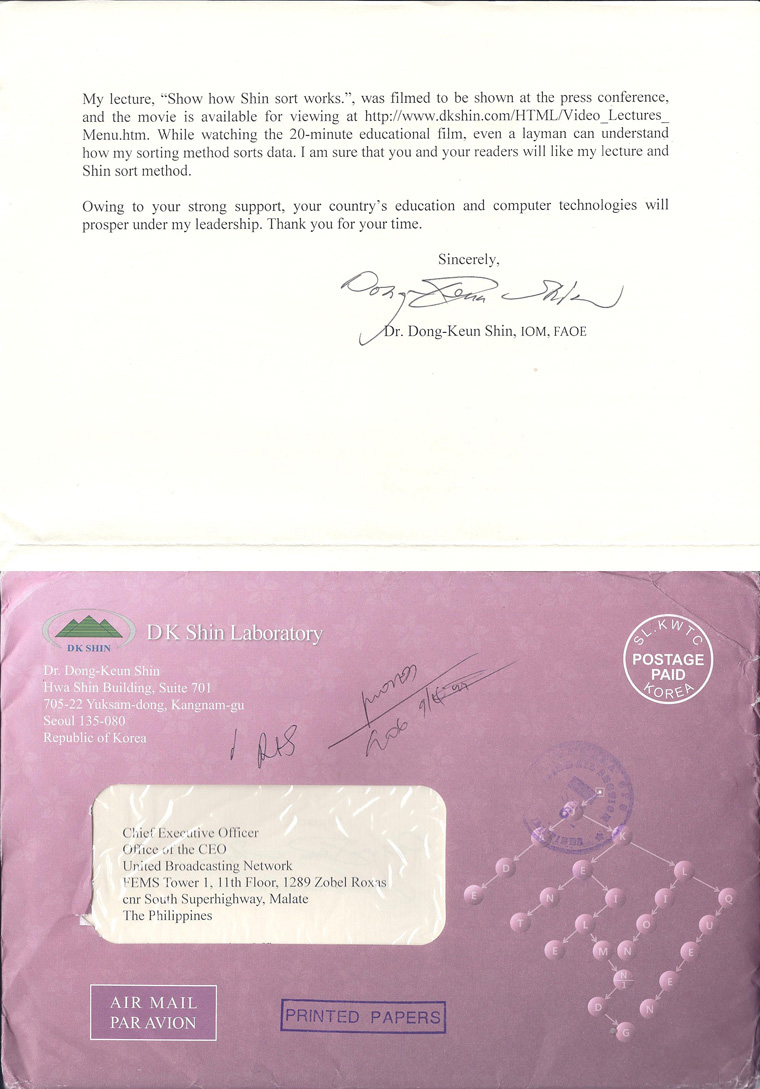 My lecture, “Show how Shin sort works.”, was filmed to be shown at the press conference,
and the movie is available for viewing at http://www.dkshin.com/HTML/Video_Lectures_
Menu.htm. While watching the 20-minute educational film, even a layman can understand
how my sorting method sorts data. I am sure that you and your readers will like my lecture and
Shin sort method.
Owing to your strong support, your country’s education and computer technologies will
prosper under my leadership. Thank you for your time.
Sincerely,
Dong-Keun Shin
Dr. Dong-Keun Shin, IOM, FAOE
DK SHIN
DK Shin Laboratory
Dr. Dong-Keun Shin
Hwa Shin Building, Suite 701
705-22 Yuksam-dong, Kangnam-gu
Seoul 135-080
Republic of Korea
SL.KWTC
POSTAGE
PAID
KOREA
Chief Executive Officer
Office of the CEO
United Broadcasting Network
FEMS Tower 1, 11th Floor, 1289 Zobel Roxas
cnr South Superhighway, Malate
The Philippines
K
D E L
E N I I Q
T L O U
E M N E
N E
D N
G
AIR MAIL
PAR AVION
PRINTED PAPERS